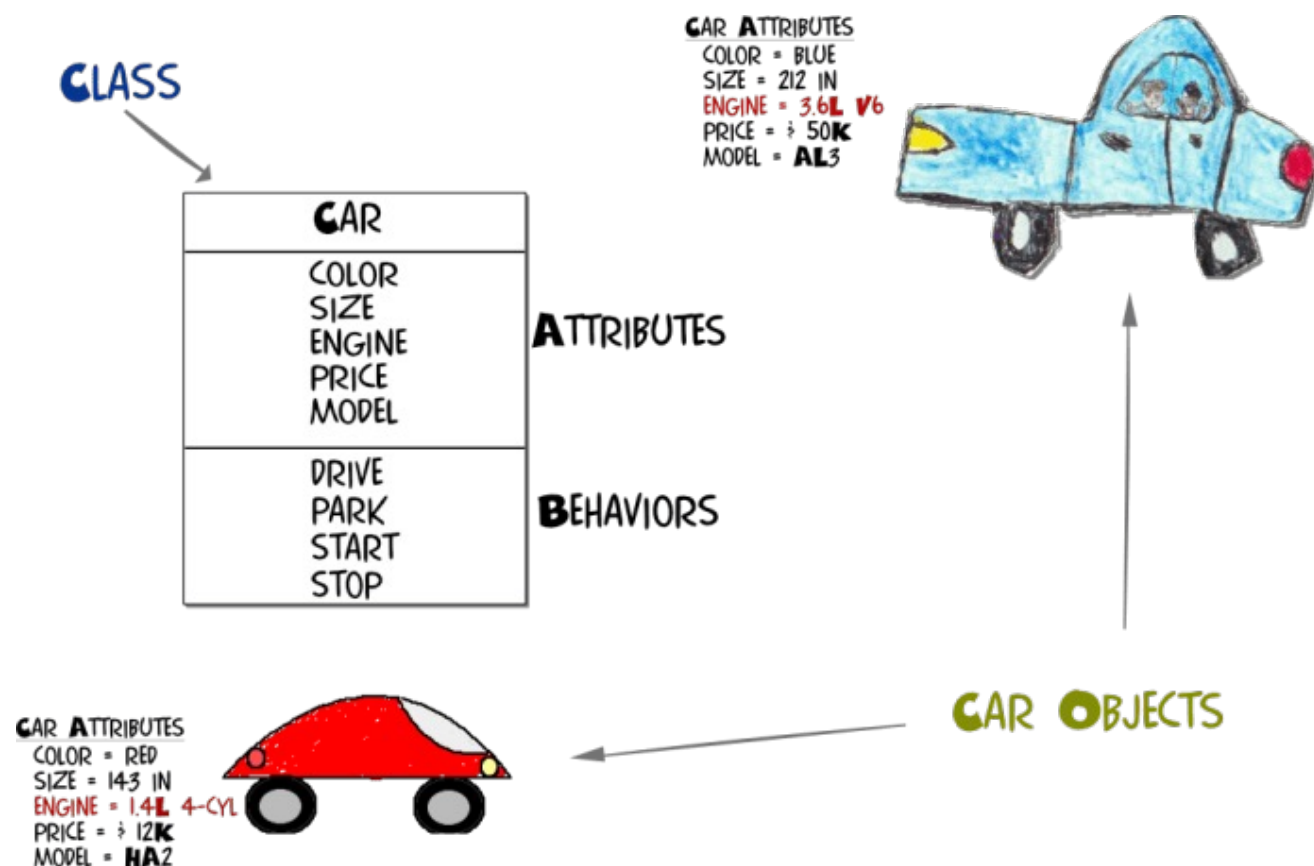 CLASS
CAR
COLOR
SIZE
ENGINE
PRICE
MODEL
ATTRIBUTES
DRIVE
PARK
START
STOP
BEHAVIORS
CAR ATTRIBUTES
COLOR = BLUE
SIZE = 212 IN
ENGINE = 3.6L V6
PRICE = $ 50K
MODEL = AL3
CAR OBJECTS
CAR ATTRIBUTES
COLOR = RED
SIZE = 143 IN
ENGINE = 1.4L 4-CYL
PRICE = $ 12K
MODEL = HA2